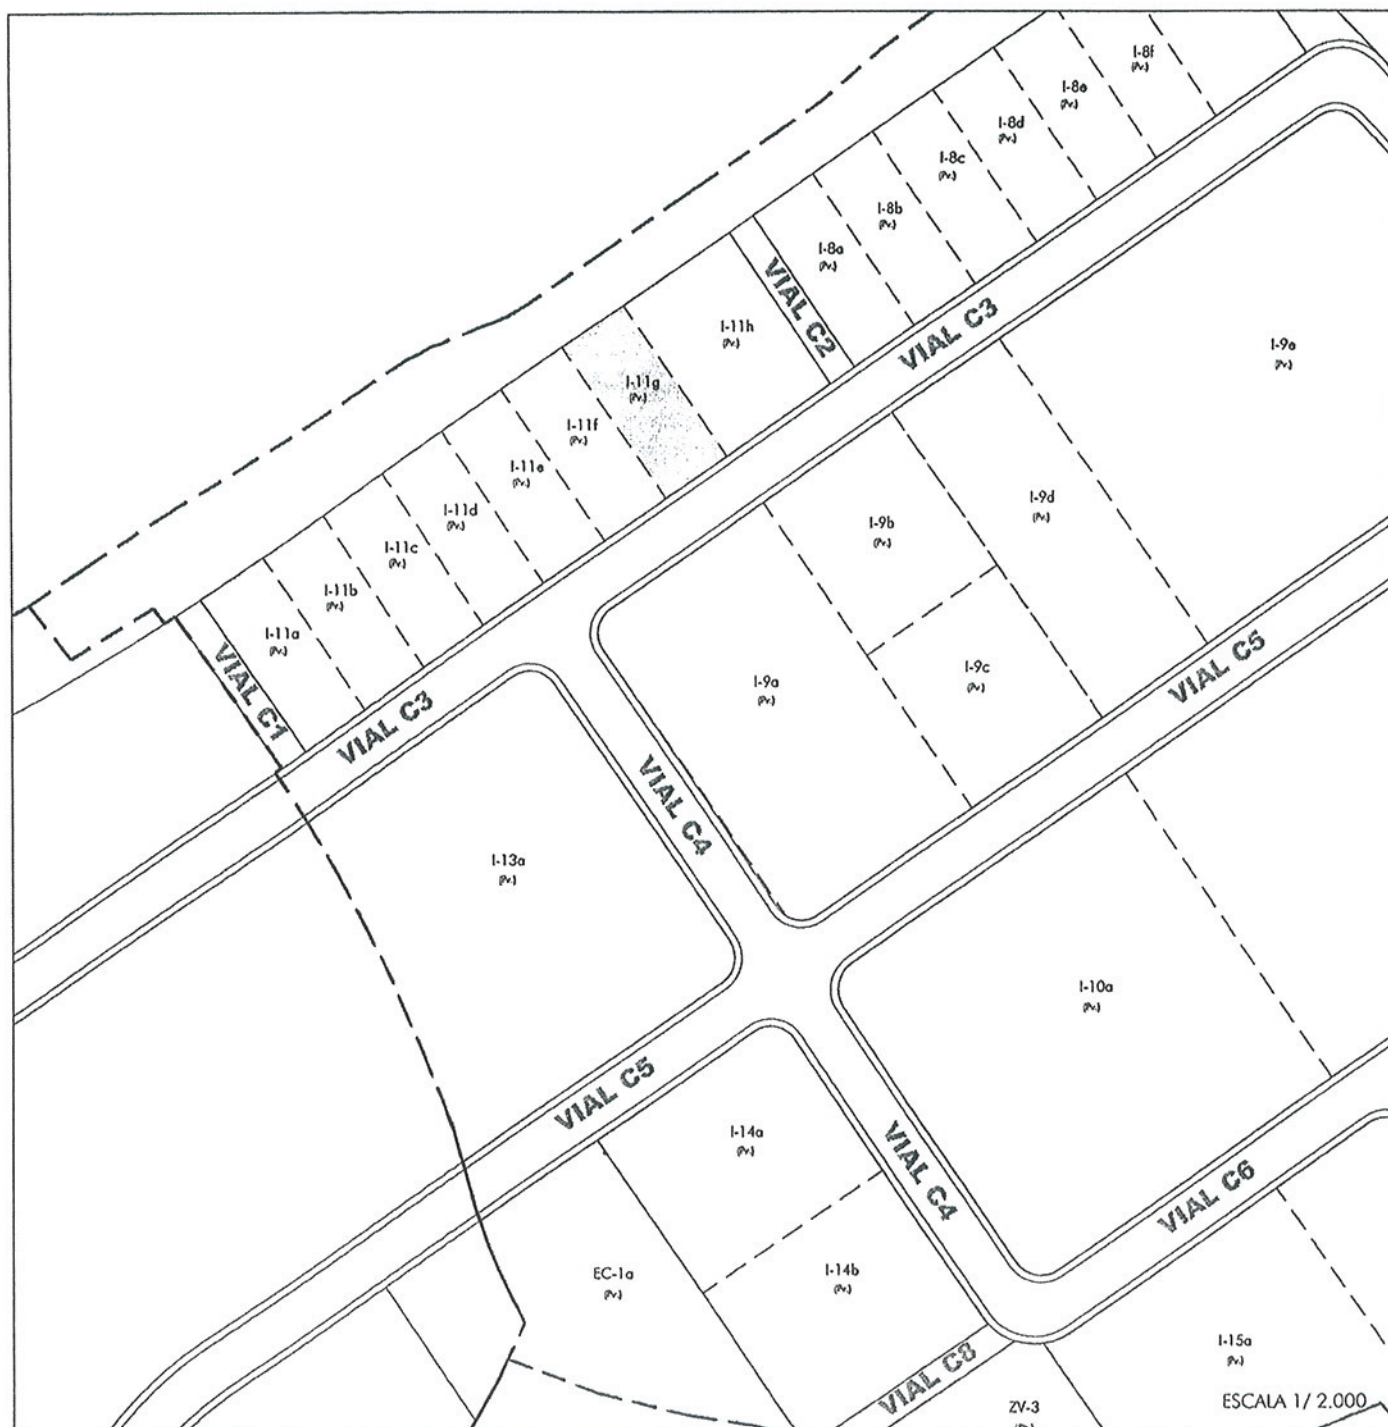 I-8f
(Pv.)
I-8e
(Pv.)
I-8d
(Pv.)
I-8c
(Pv.)
I-8b
(Pv.)
I-8a
(Pv.)
VIAL C2
VIAL C3
I-11h
(Pv.)
I-9e
(Pv.)
I-11g
(Pv.)
I-11f
(Pv.)
I-11e
(Pv.)
I-11d
(Pv.)
I-11c
(Pv.)
I-11b
(Pv.)
I-11a
(Pv.)
I-9b
(Pv.)
I-9d
(Pv.)
VIAL C1
VIAL C3
I-9a
(Pv.)
I-9c
(Pv.)
VIAL C5
VIAL C4
I-13a
(Pv.)
I-10a
(Pv.)
VIAL C5
I-14a
(Pv.)
VIAL C4
VIAL C6
EC-1a
(Pv.)
I-14b
(Pv.)
VIAL C8
I-15a
(Pv.)
ZV-3
ESCALA 1/ 2.000